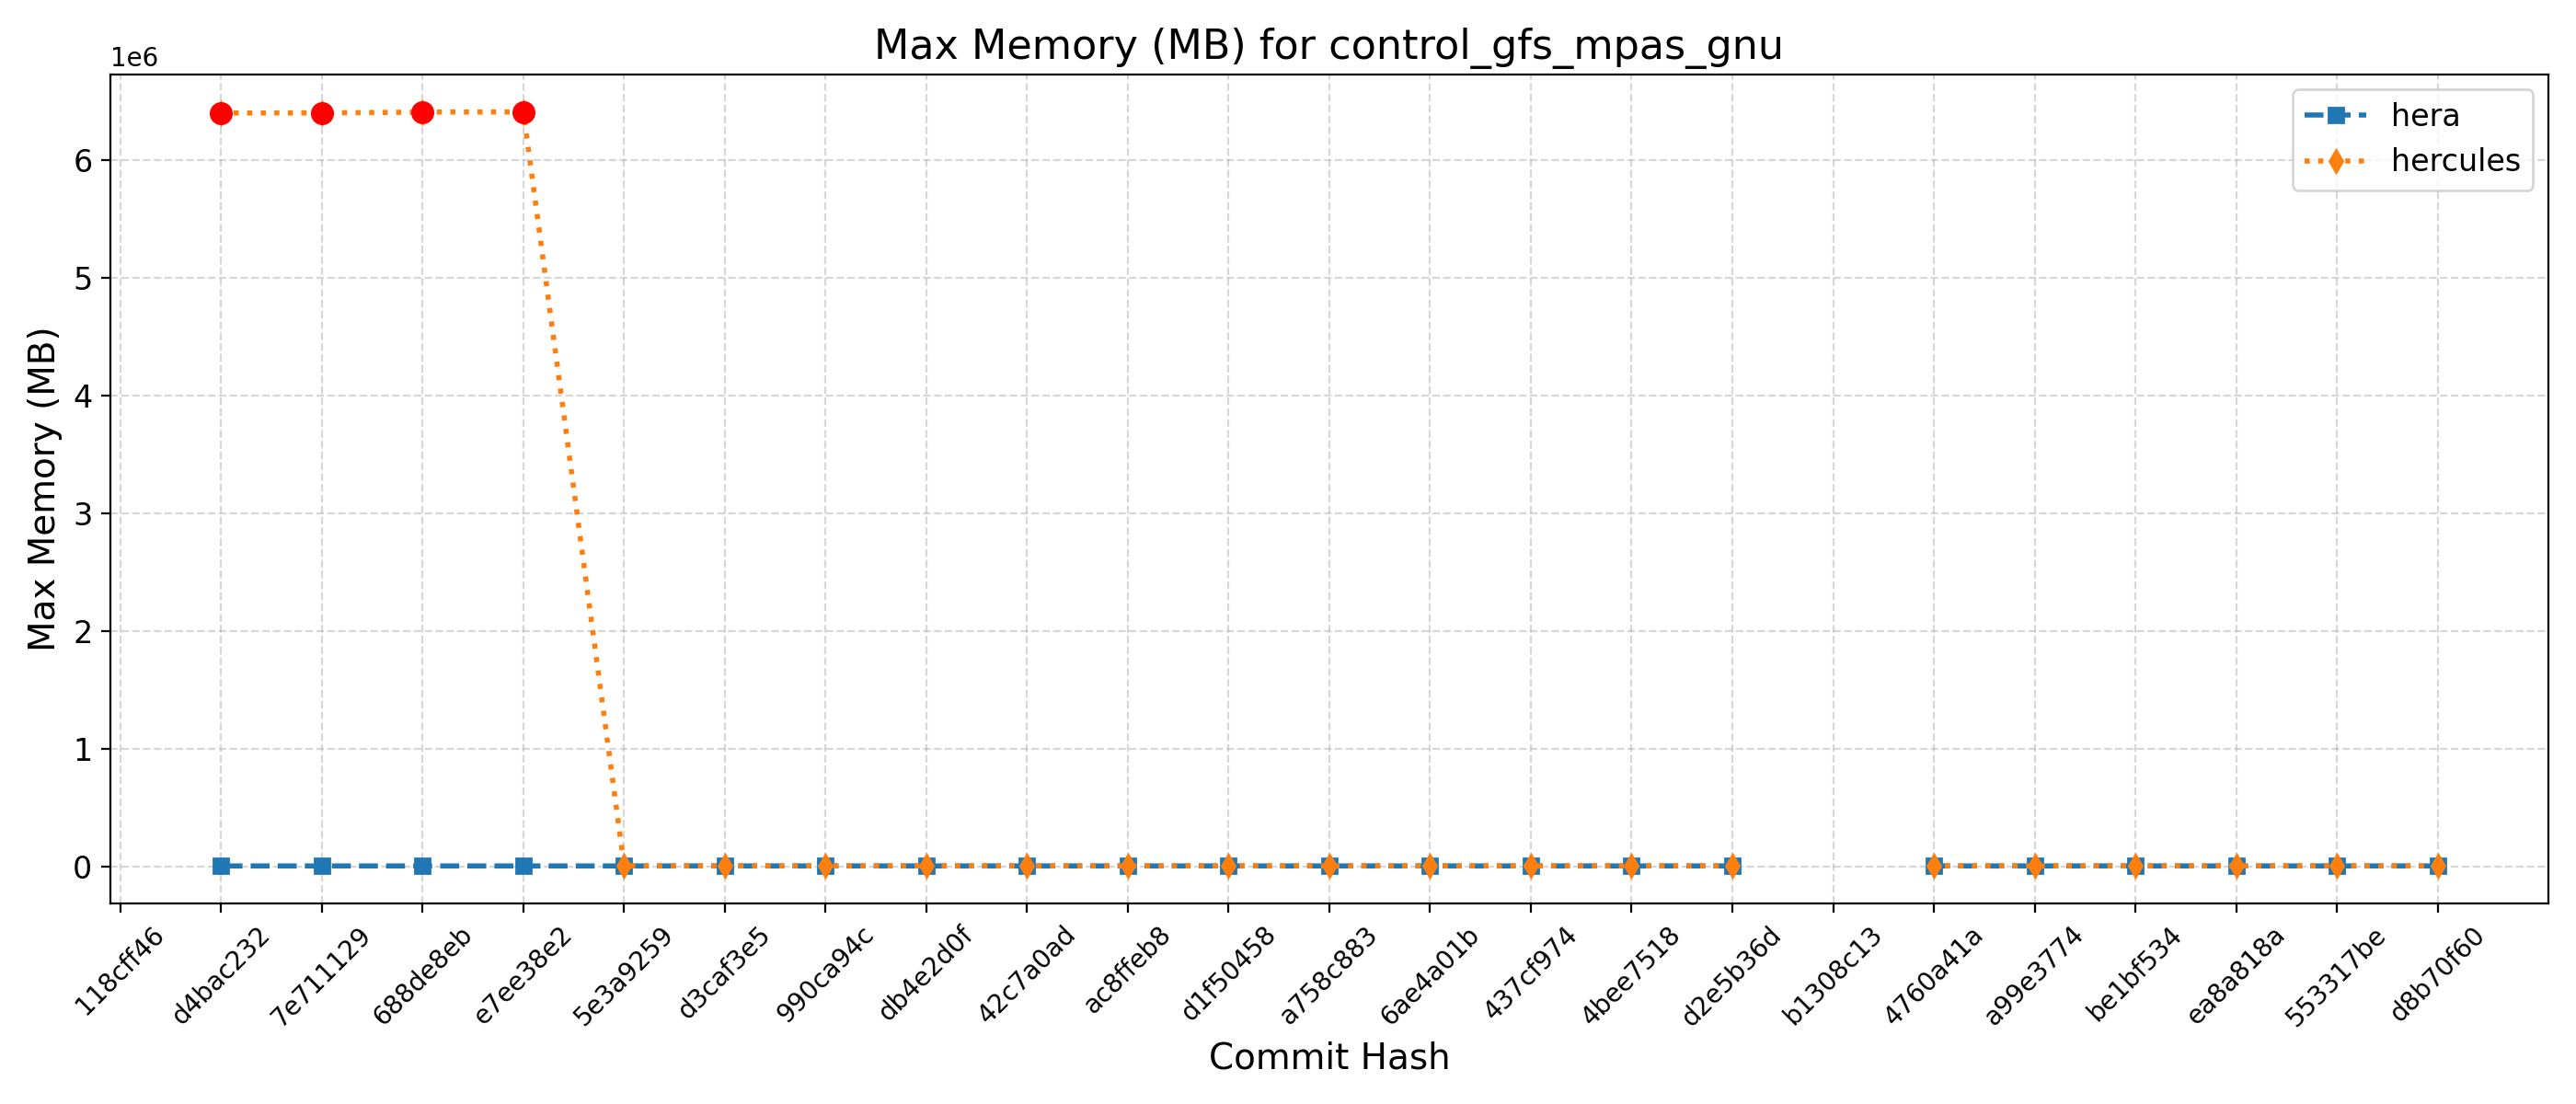 Max Memory (MB) for control_gfs_mpas_gnu
1e6
hera
hercules
6
5
4
3
2
1
0
Max Memory (MB)
118cff46
d4bac232
7e711129
688de8eb
e7ee38e2
5e3a9259
d3caf3e5
990ca94c
db4e2d0f
42c7a0ad
ac8ffeb8
d1f50458
a758c883
6ae4a01b
437cf974
4bee7518
d2e5b36d
b1308c13
4760a41a
a99e3774
be1bf534
ea8a818a
553317be
d8b70f60
Commit Hash